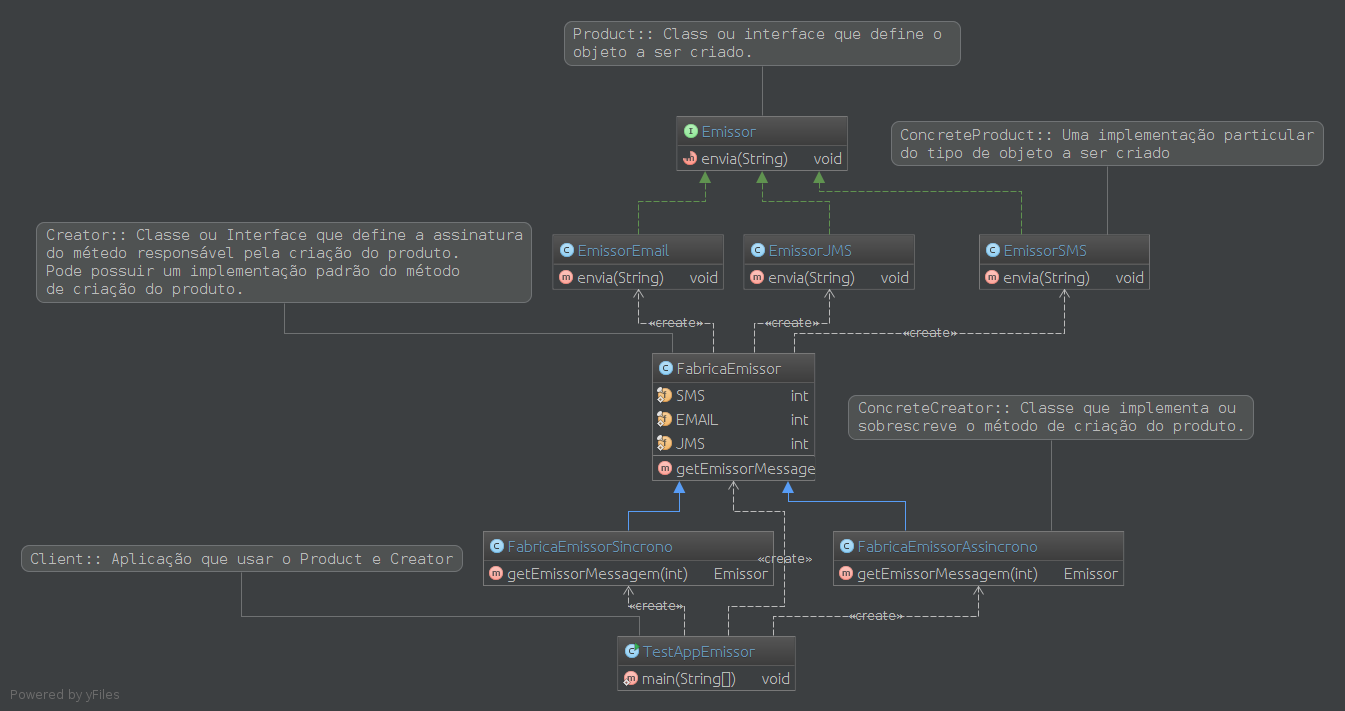 Product:: Class ou interface que define o
objeto a ser criado.
Emissor
envia(String) void
ConcreteProduct:: Uma implementação particular
do tipo de objeto a ser criado
Creator:: Classe ou Interface que define a assinatura
do métedo responsável pela criação do produto.
Pode possuir um implementação padrão do método
de criação do produto.
EmissorEmail
envia(String) void
EmissorJMS
envia(String) void
EmissorSMS
envia(String) void
«create»
«create»
«create»
FabricaEmissor
SMS int
EMAIL int
JMS int
getEmissorMessage
ConcreteCreator:: Classe que implementa ou
sobrescreve o método de criação do produto.
Client:: Aplicação que usar o Product e Creator
FabricaEmissorSincrono
getEmissorMessagem(int) Emissor
«create»
FabricaEmissorAssincrono
getEmissorMessagem(int) Emissor
«create»
«create»
TestAppEmissor
main(String[]) void
Powered by yFiles